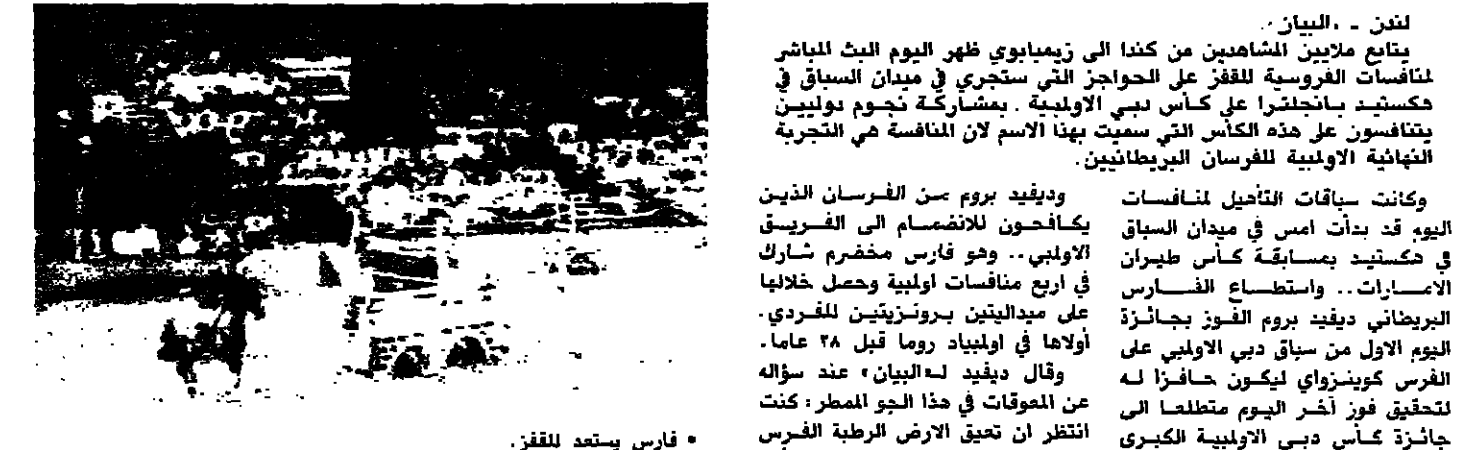 لندن ـ «البيان»
يتابع ملايين المشاهدين من كندا الى زيمبابوي ظهر اليوم البث المباشر
لمنافسات الفروسية للقفز على الحواجز التي ستجري في ميدان السباق في
هكستيد بانجلترا على كأس دبي الاولمبية . بمشاركة نجوم دوليين
يتنافسون على هذه الكأس التي سميت بهذا الاسم لان المنافسة هي التجربة
النهائية الاولمبية للفرسان البريطانيين .
وكانت سباقات التأهيل لمنافسات
اليوم قد بدأت امس في ميدان السباق
في هكستيد بمسابقة كأس طيران
الامارات .. واستطاع الفارس
البريطاني ديفيد بروم الفوز بجائزة
اليوم الاول من سباق دبي الاولمبي على
الفرس كوينزواي ليكون حافزا له
لتحقيق فوز آخر اليوم متطلعا الى
جائزة كأس دبي الاولمبية الكبرى
وديفيد بروم من الفرسان الذين
يكافحون للانضمام الى الفريق
الاولمبي .. وهو فارس مخضرم شارك
في اربع منافسات اولمبية وحصل خلالها
على ميداليتين برونزيتين للفردي .
أولاها في اولمبياد روما قبل ٢٨ عاما .
وقال ديفيد لـ«البيان» عند سؤاله
عن المعوقات في هذا الجو الممطر : كنت
انتظر ان تعيق الارض الرطبة الفرس
• فارس يستعد للقفز .